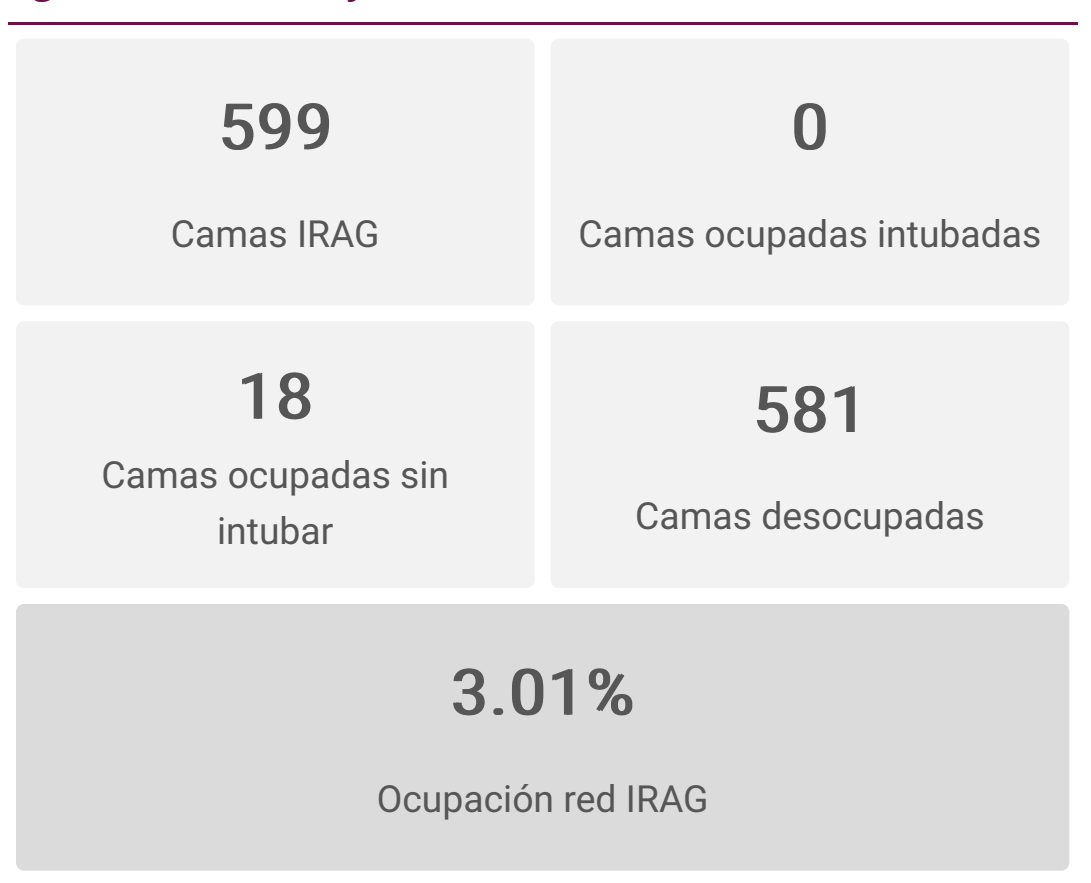 599
Camas IRAG
0
Camas ocupadas intubadas
18
Camas ocupadas sin
intubar
581
Camas desocupadas
3.01%
Ocupación red IRAG